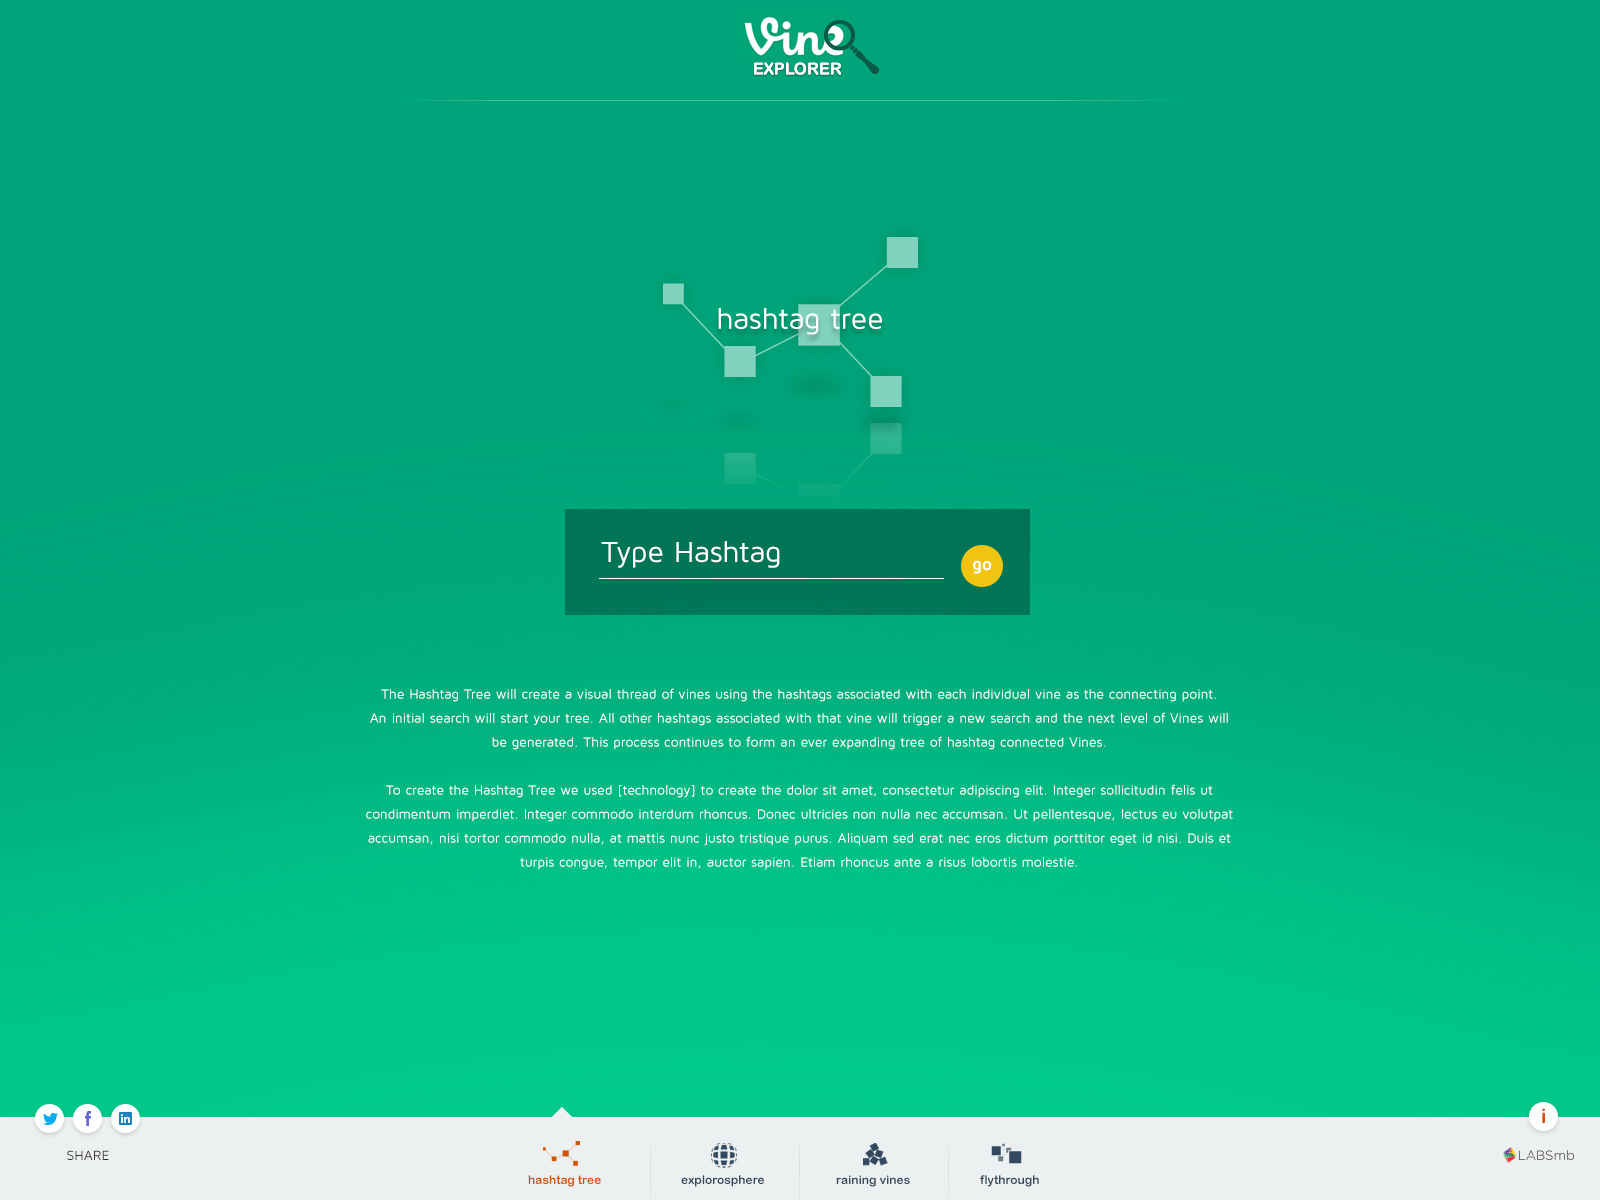 Vine
EXPLORER
hashtag tree
Type Hashtag
go
The Hashtag Tree will create a visual thread of vines using the hashtags associated with each individual vine as the connecting point.
An initial search will start your tree. All other hashtags associated with that vine will trigger a new search and the next level of Vines will
be generated. This process continues to form an ever expanding tree of hashtag connected Vines.
To create the Hashtag Tree we used [technology] to create the dolor sit amet, consectetur adipiscing elit. Integer sollicitudin felis ut
condimentum imperdiet. Integer commodo interdum rhoncus. Donec ultricies non nulla nec accumsan. Ut pellentesque, lectus eu volutpat
accumsan, nisi tortor commodo nulla, at mattis nunc justo tristique purus. Aliquam sed erat nec eros dictum porttitor eget id nisi. Duis et
turpis congue, tempor elit in, auctor sapien. Etiam rhoncus ante a risus lobortis molestie.
f in
i
SHARE
LABSmb
hashtag tree
explorosphere
raining vines
flythrough